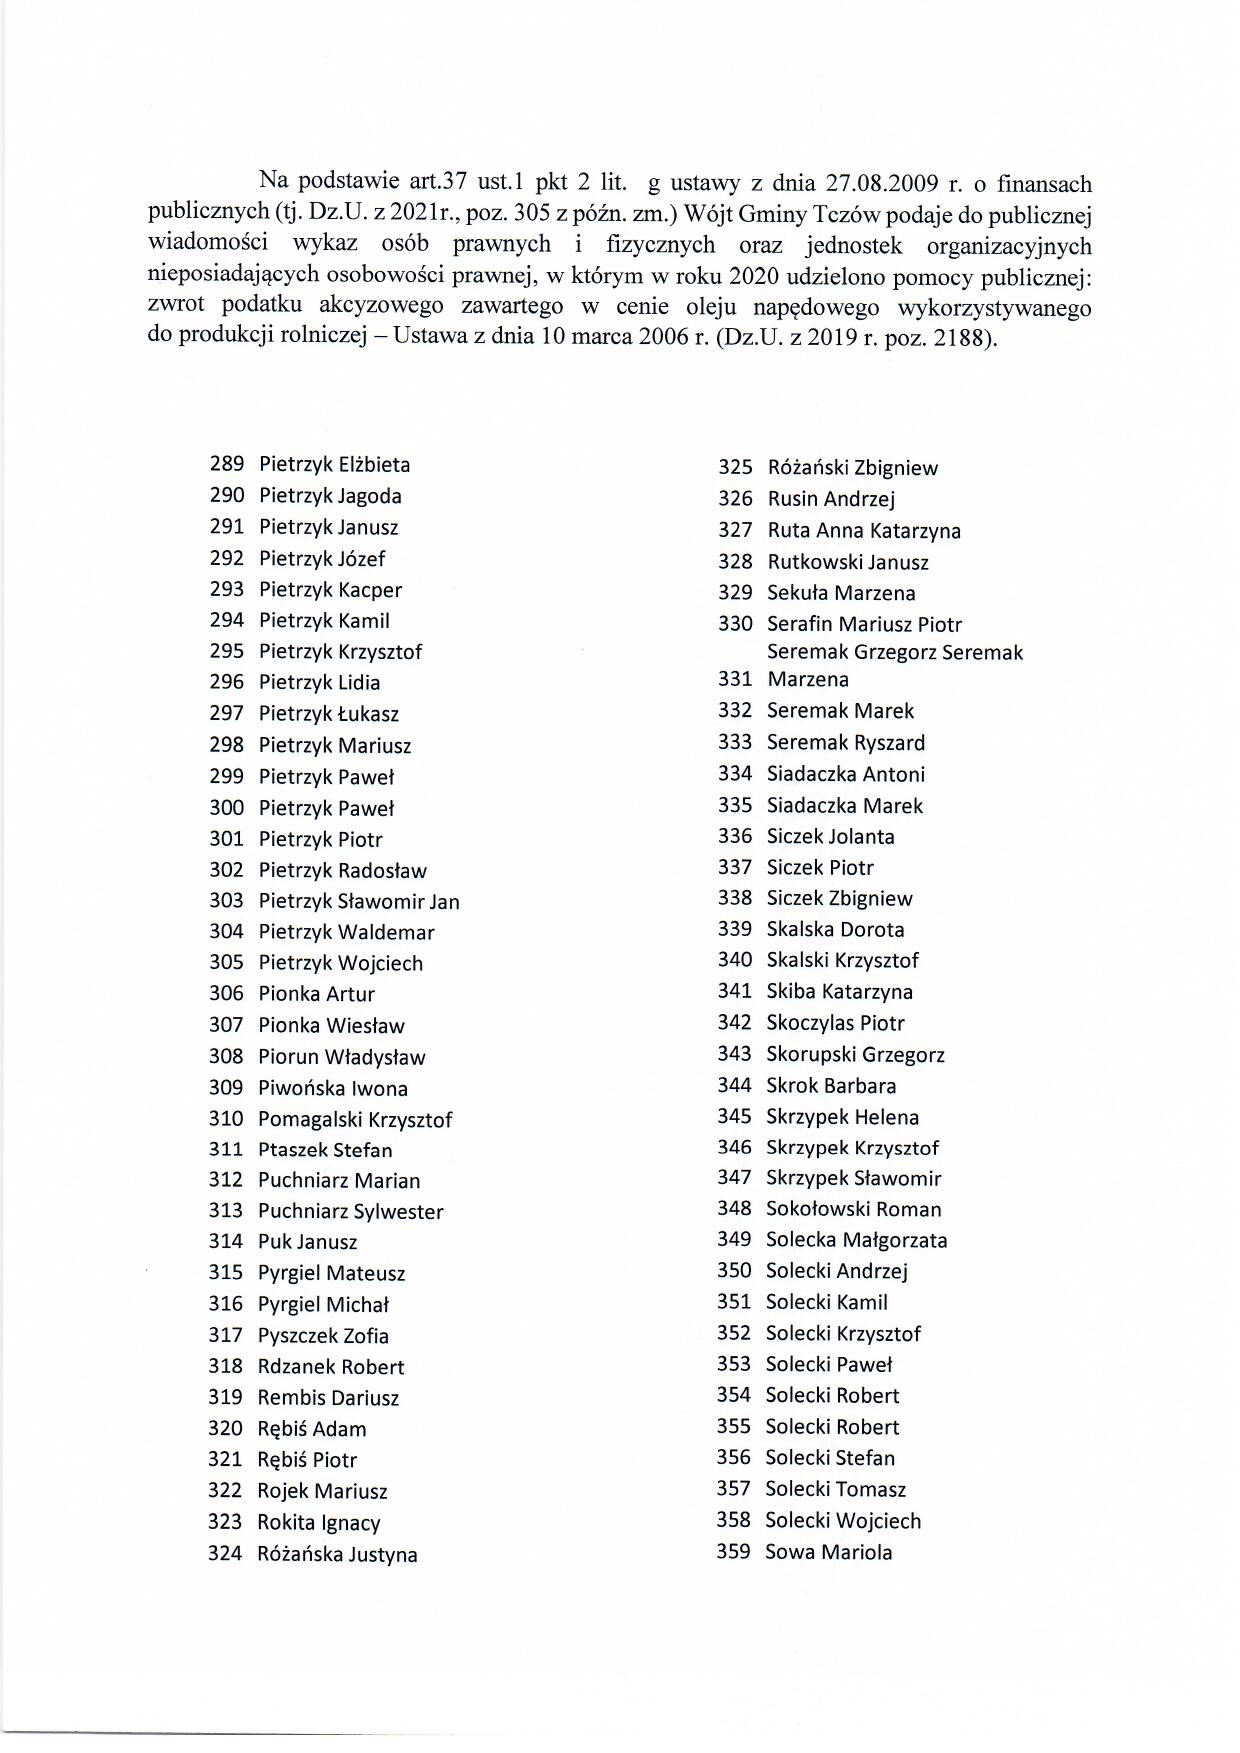 Na podstawie art.37 ust.1 pkt 2 lit. g ustawy z dnia 27.08.2009 r. o finansach
publicznych (tj. Dz.U. z 2021r., poz. 305 z późn. zm.) Wójt Gminy Tczów podaje do publicznej
wiadomości wykaz osób prawnych i fizycznych oraz jednostek organizacyjnych
nieposiadających osobowości prawnej, w którym w roku 2020 udzielono pomocy publicznej:
zwrot podatku akcyzowego zawartego w cenie oleju napędowego wykorzystywanego
do produkcji rolniczej – Ustawa z dnia 10 marca 2006 r. (Dz.U. z 2019 r. poz. 2188).
289 Pietrzyk Elżbieta
290 Pietrzyk Jagoda
291 Pietrzyk Janusz
292 Pietrzyk Józef
293 Pietrzyk Kacper
294 Pietrzyk Kamil
295 Pietrzyk Krzysztof
296 Pietrzyk Lidia
297 Pietrzyk Łukasz
298 Pietrzyk Mariusz
299 Pietrzyk Paweł
300 Pietrzyk Paweł
301 Pietrzyk Piotr
302 Pietrzyk Radosław
303 Pietrzyk Sławomir Jan
304 Pietrzyk Waldemar
305 Pietrzyk Wojciech
306 Pionka Artur
307 Pionka Wiesław
308 Piorun Władysław
309 Piwońska Iwona
310 Pomagalski Krzysztof
311 Ptaszek Stefan
312 Puchniarz Marian
313 Puchniarz Sylwester
314 Puk Janusz
315 Pyrgiel Mateusz
316 Pyrgiel Michał
317 Pyszczek Zofia
318 Rdzanek Robert
319 Rembis Dariusz
320 Rębiś Adam
321 Rębiś Piotr
322 Rojek Mariusz
323 Rokita Ignacy
324 Różańska Justyna
325 Różański Zbigniew
326 Rusin Andrzej
327 Ruta Anna Katarzyna
328 Rutkowski Janusz
329 Sekuła Marzena
330 Serafin Mariusz Piotr
Seremak Grzegorz Seremak
331 Marzena
332 Seremak Marek
333 Seremak Ryszard
334 Siadaczka Antoni
335 Siadaczka Marek
336 Siczek Jolanta
337 Siczek Piotr
338 Siczek Zbigniew
339 Skalska Dorota
340 Skalski Krzysztof
341 Skiba Katarzyna
342 Skoczylas Piotr
343 Skorupski Grzegorz
344 Skrok Barbara
345 Skrzypek Helena
346 Skrzypek Krzysztof
347 Skrzypek Sławomir
348 Sokołowski Roman
349 Solecka Małgorzata
350 Solecki Andrzej
351 Solecki Kamil
352 Solecki Krzysztof
353 Solecki Paweł
354 Solecki Robert
355 Solecki Robert
356 Solecki Stefan
357 Solecki Tomasz
358 Solecki Wojciech
359 Sowa Mariola